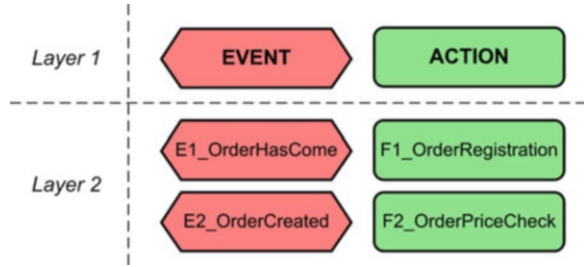 Layer 1
EVENT
ACTION
Layer 2
E1_OrderHasCome
F1_OrderRegistration
E2_OrderCreated
F2_OrderPriceCheck